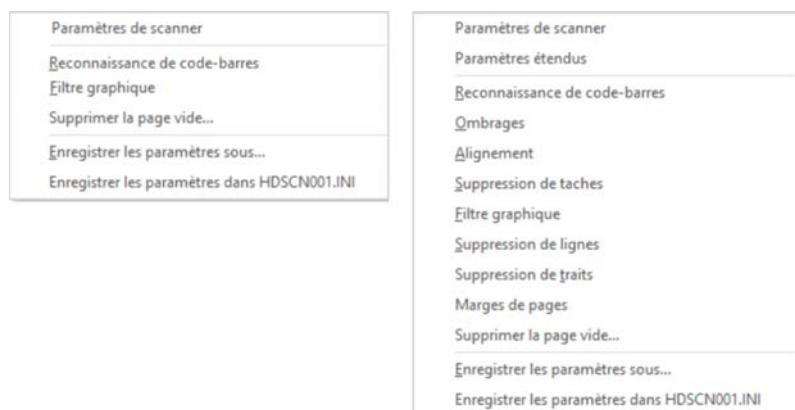 Paramètres de scanner
Reconnaissance de code-barres
Filtre graphique
Supprimer la page vide...
Enregistrer les paramètres sous...
Enregistrer les paramètres dans HDSCN001.INI
Paramètres de scanner
Paramètres étendus
Reconnaissance de code-barres
Ombrages
Alignement
Suppression de taches
Filtre graphique
Suppression de lignes
Suppression de traits
Marges de pages
Supprimer la page vide...
Enregistrer les paramètres sous...
Enregistrer les paramètres dans HDSCN001.INI